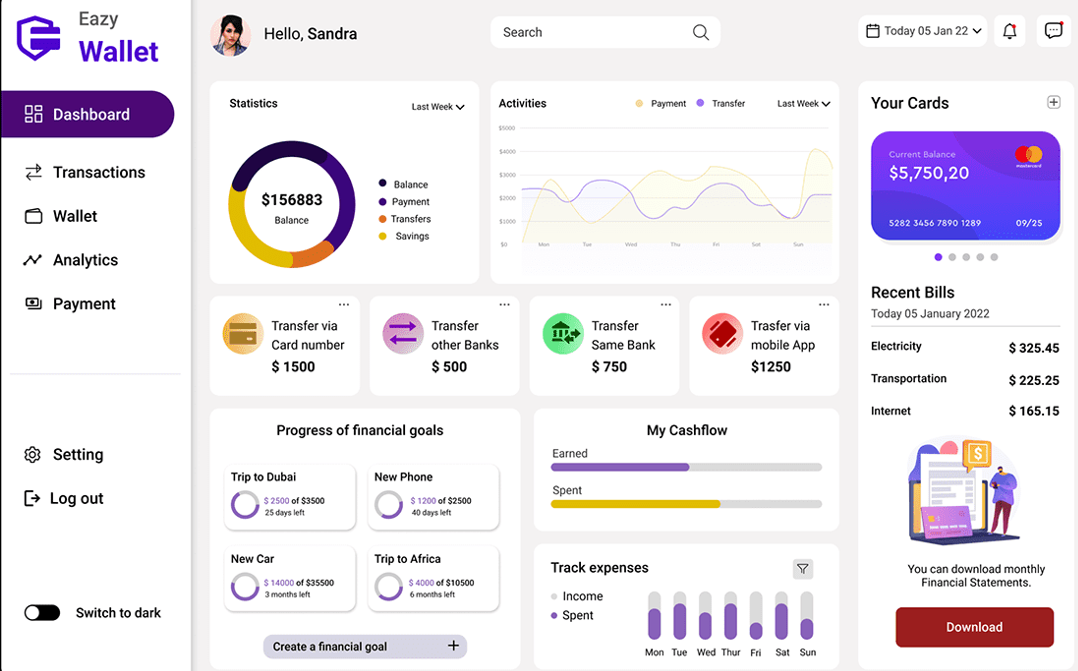 Eazy
Wallet
Dashboard
Transactions
Wallet
Analytics
Payment
Setting
Log out
Switch to dark
Hello, Sandra
Search
Today 05 Jan 22
Statistics
Last Week
$156883
Balance
Balance
Payment
Transfers
Savings
Activities
Payment
Transfer
Last Week
$5000
$4000
$3000
$2000
$1000
$0
Mon Tue Wed Thu Fri Sat Sun
Transfer via
Card number
$ 1500
Transfer
other Banks
$ 500
Transfer
Same Bank
$ 750
Trasfer via
mobile App
$1250
Progress of financial goals
Trip to Dubai
$ 2500 of $3500
25 days left
New Phone
$ 1200 of $2500
40 days left
New Car
$ 14000 of $35500
3 months left
Trip to Africa
$ 4000 of $10500
6 months left
Create a financial goal +
My Cashflow
Earned
Spent
Track expenses
Income
Spent
Mon Tue Wed Thur Fri Sat Sun
Your Cards
Current Balance
$5,750,20
mastercard
5282 3456 7890 1289 09/25
Recent Bills
Today 05 January 2022
Electricity $ 325.45
Transportation $ 225.25
Internet $ 165.15
$
You can download monthly
Financial Statements.
Download